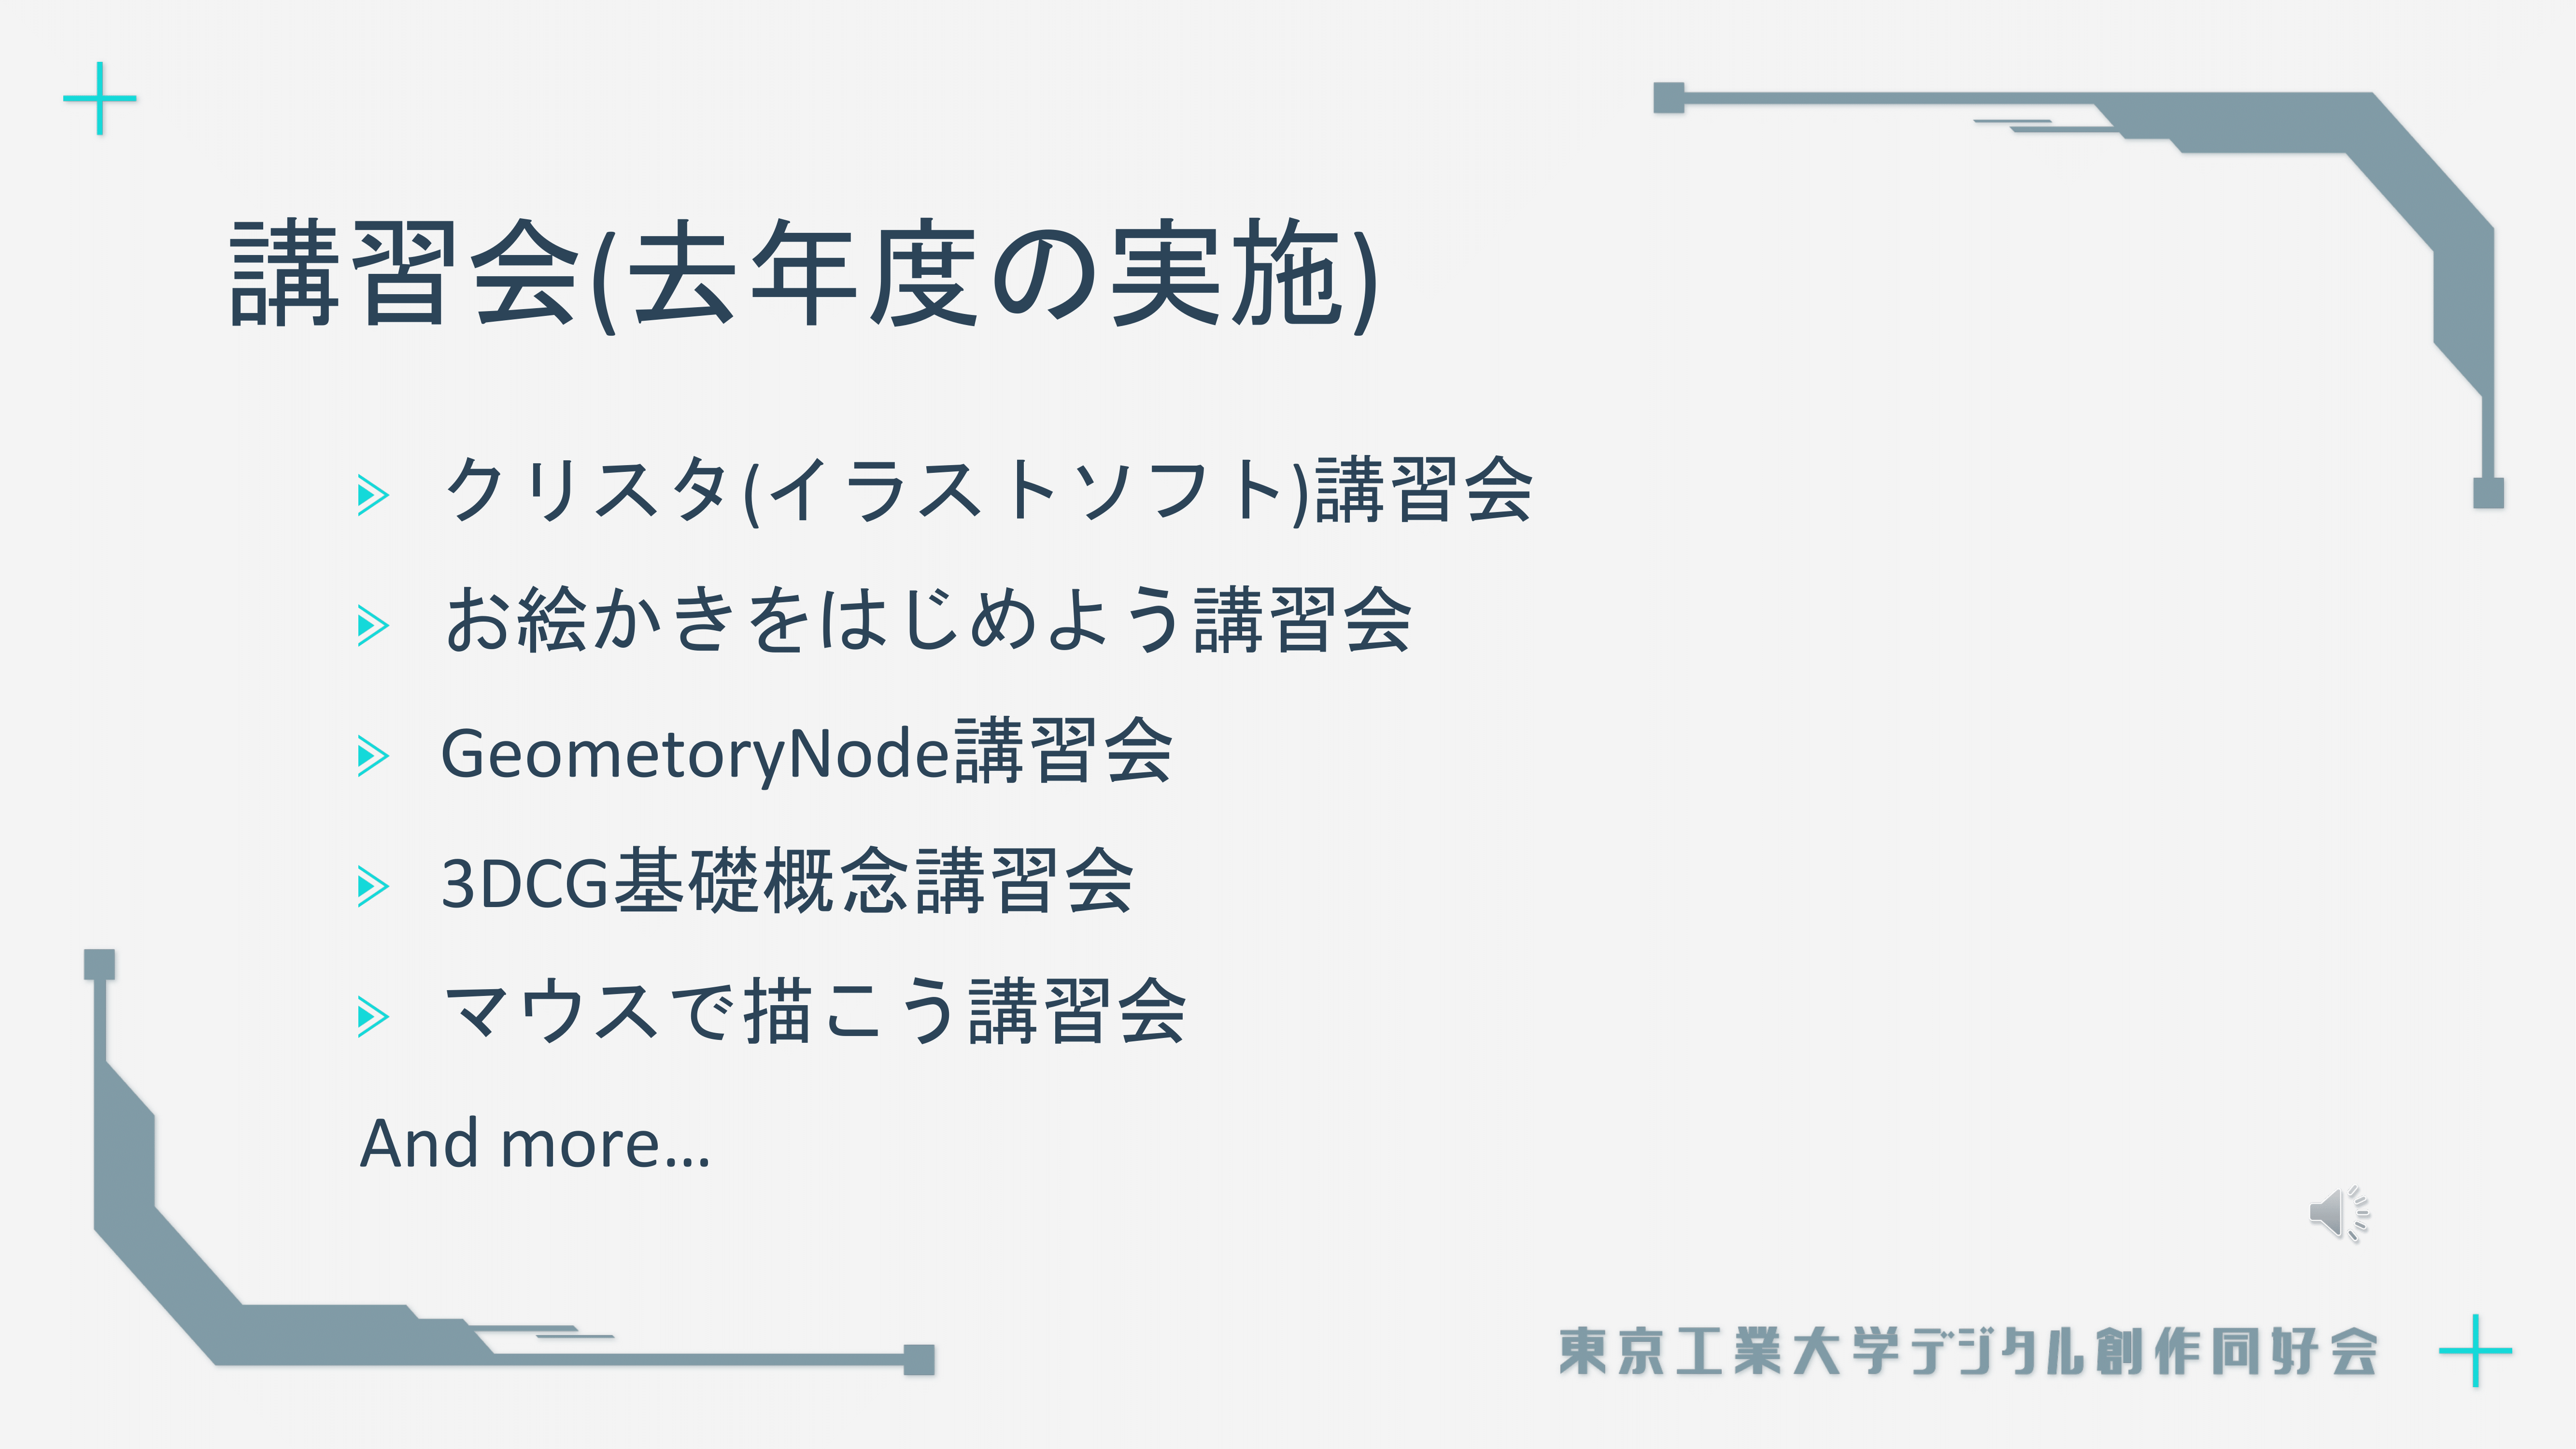 講習会(去年度の実施)
クリスタ(イラストソフト)講習会
お絵かきをはじめよう講習会
GeometoryNode講習会
3DCG基礎概念講習会
マウスで描こう講習会
And more…
東京工業大学デジタル創作同好会